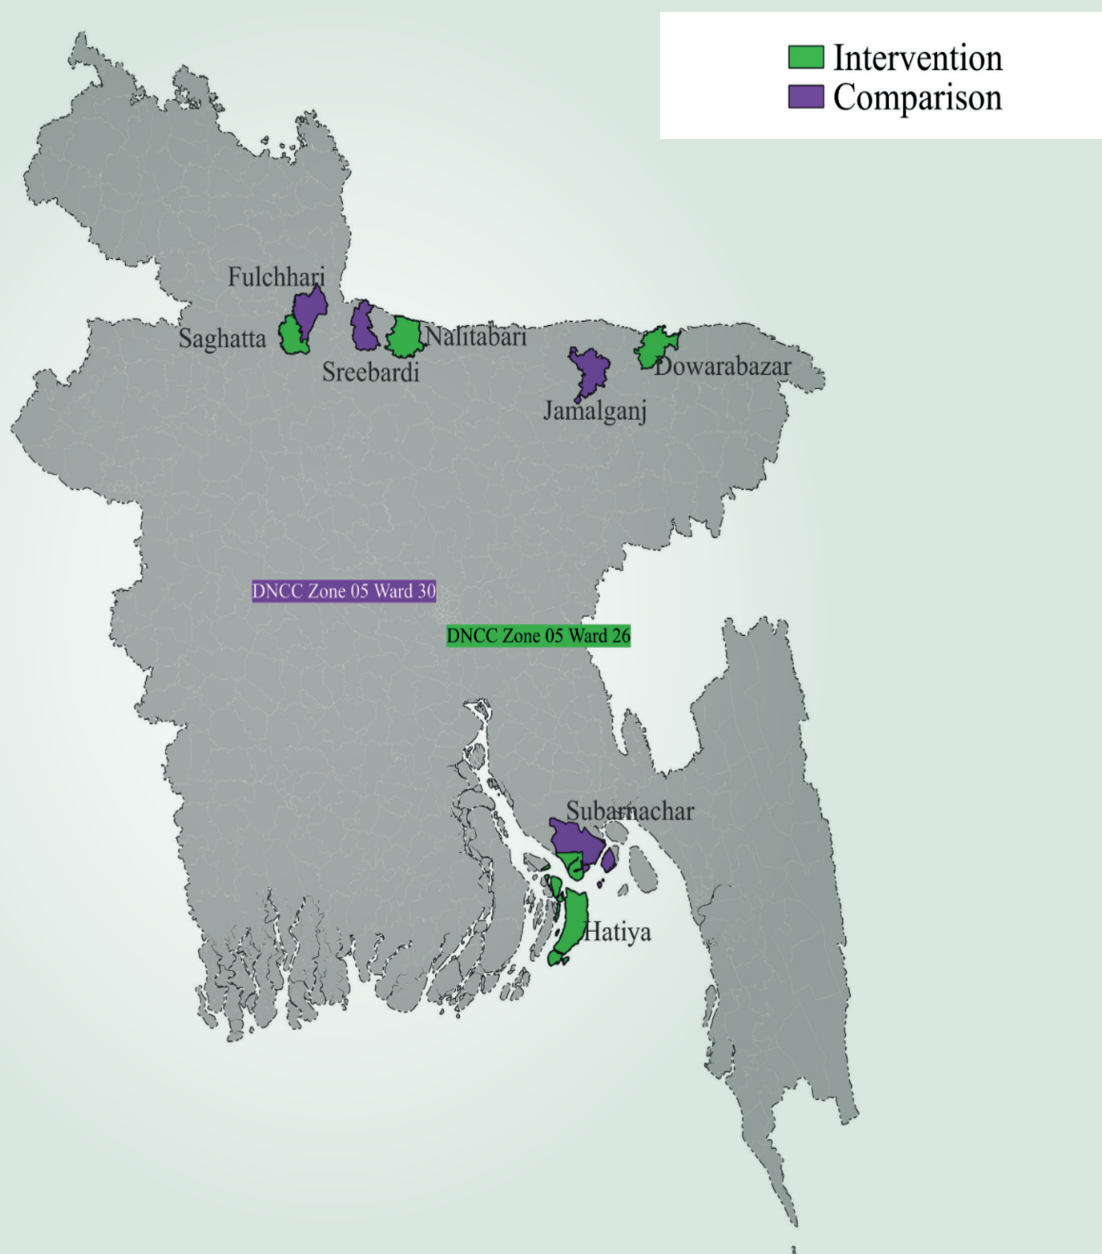 Intervention
Comparison
Fulchhari
Saghatta
Nalitabari
Sreebardi
Dowarabazar
Jamalganj
DNCC Zone 05 Ward 30
DNCC Zone 05 Ward 26
Subarnachar
Hatiya